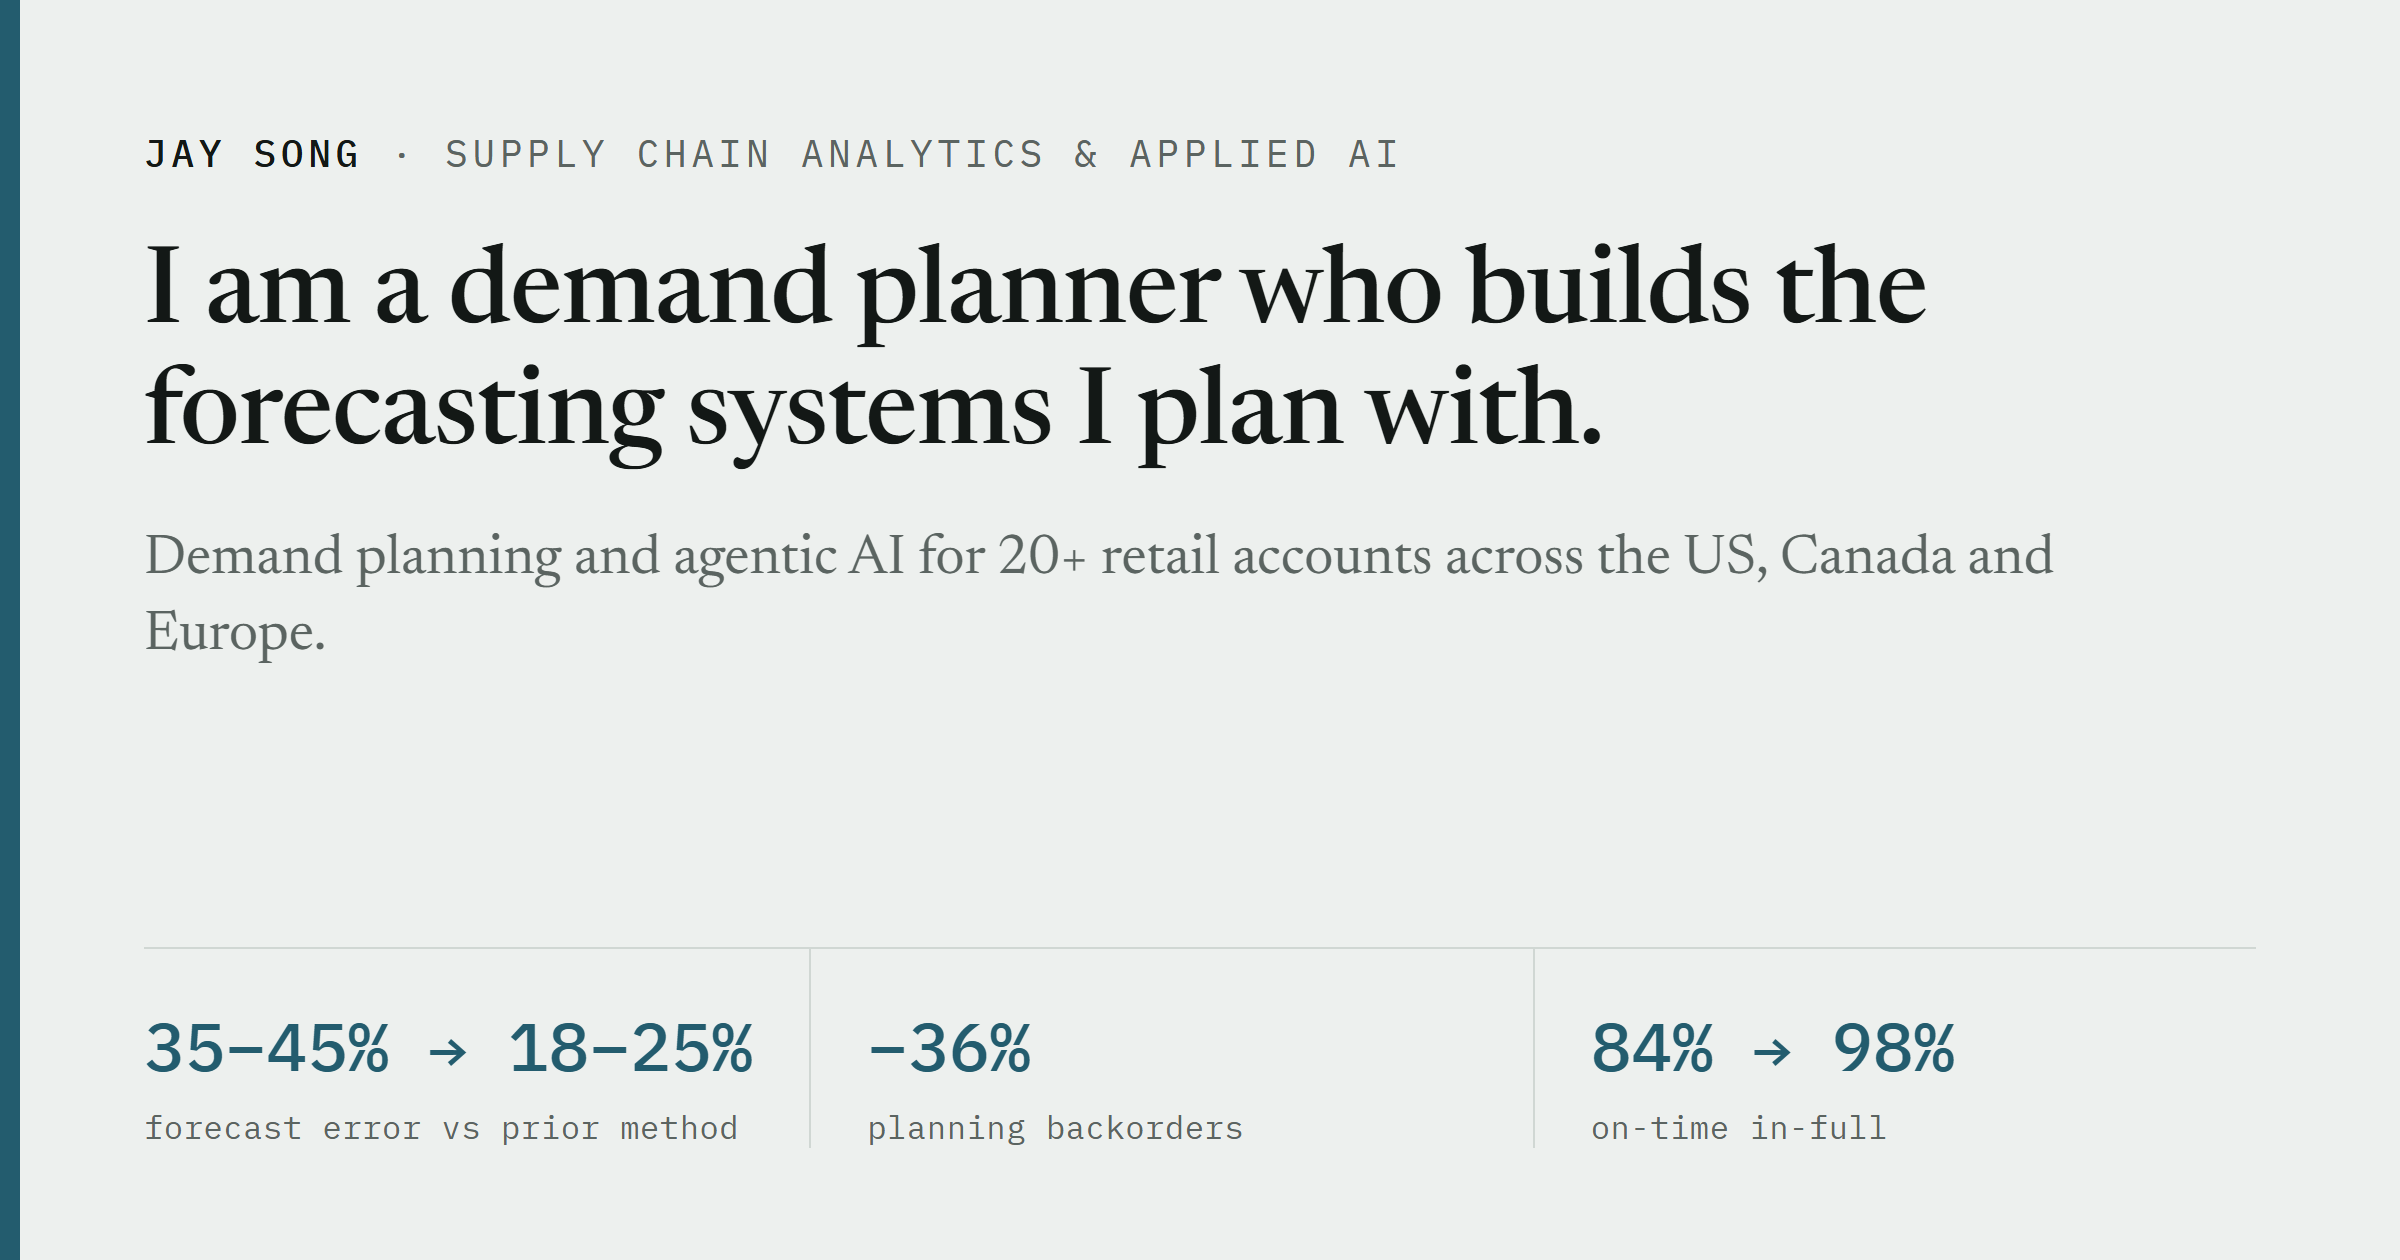 JAY SONG · SUPPLY CHAIN ANALYTICS & APPLIED AI
I am a demand planner who builds the
forecasting systems I plan with.
Demand planning and agentic AI for 20+ retail accounts across the US, Canada and
Europe.
35–45% → 18–25%
forecast error vs prior method
−36%
planning backorders
84% → 98%
on-time in-full